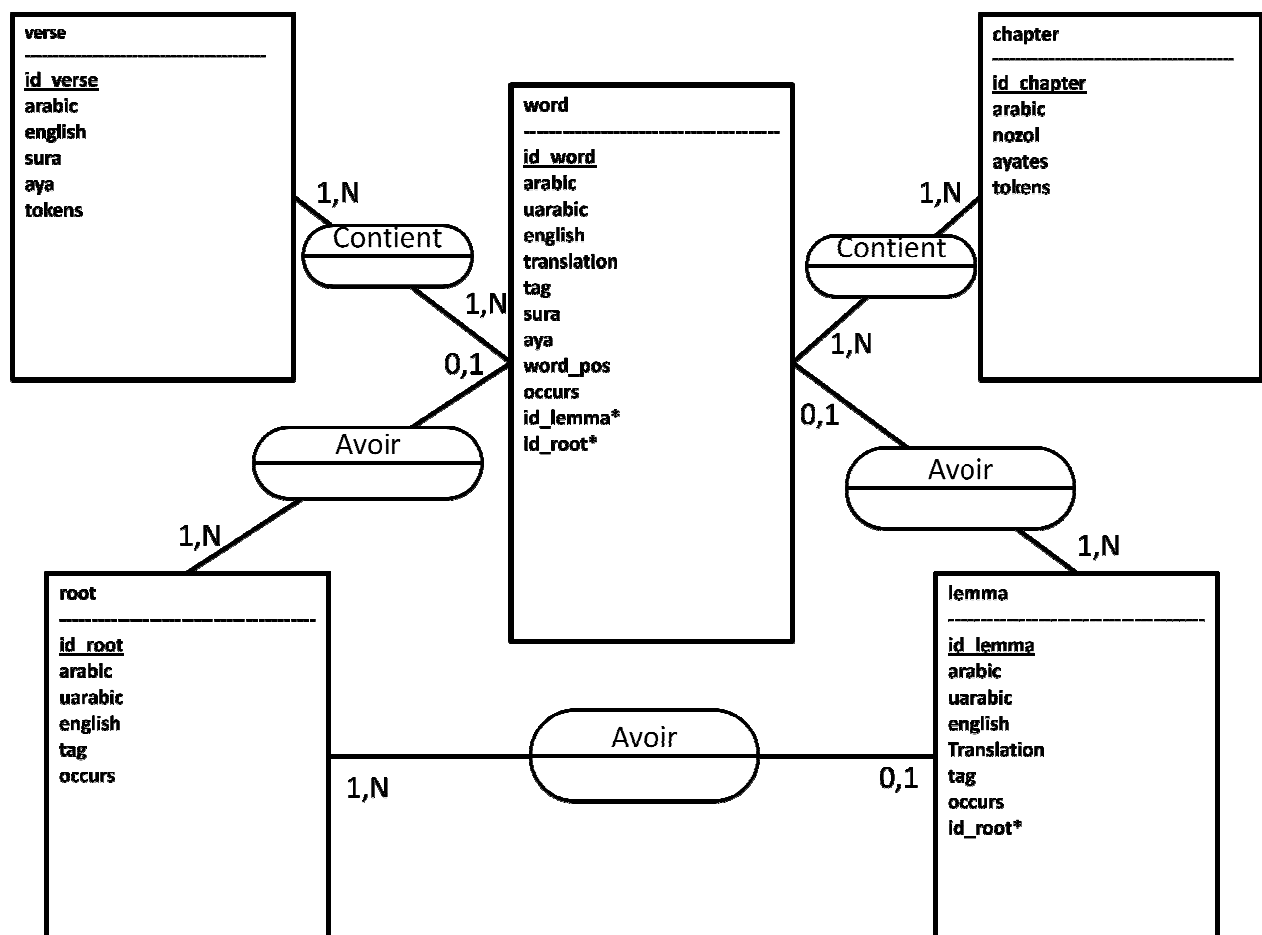 verse
id_verse
arabic
english
sura
aya
tokens
chapter
id_chapter
arabic
nozol
ayates
tokens
word
id_word
arabic
uarabic
english
translation
tag
sura
aya
word_pos
occurs
id_lemma*
id_root*
1,N
Contient
1,N
1,N
Contient
1,N
0,1
Avoir
1,N
0,1
Avoir
1,N
root
id_root
arabic
uarabic
english
tag
occurs
lemma
id_lemma
arabic
uarabic
english
Translation
tag
occurs
id_root*
Avoir
1,N
0,1